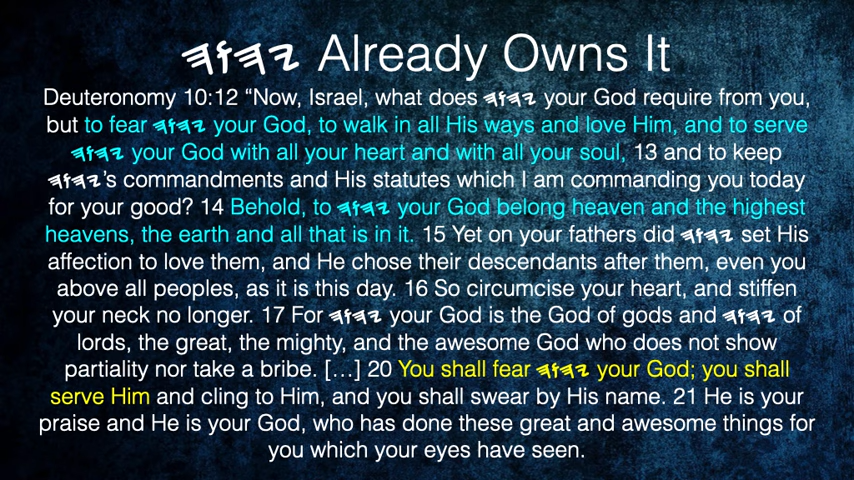 𐤉𐤄𐤅𐤄 Already Owns It
Deuteronomy 10:12 “Now, Israel, what does 𐤉𐤄𐤅𐤄 your God require from you,
but to fear 𐤉𐤄𐤅𐤄 your God, to walk in all His ways and love Him, and to serve
𐤉𐤄𐤅𐤄 your God with all your heart and with all your soul, 13 and to keep
𐤉𐤄𐤅𐤄’s commandments and His statutes which I am commanding you today
for your good? 14 Behold, to 𐤉𐤄𐤅𐤄 your God belong heaven and the highest
heavens, the earth and all that is in it. 15 Yet on your fathers did 𐤉𐤄𐤅𐤄 set His
affection to love them, and He chose their descendants after them, even you
above all peoples, as it is this day. 16 So circumcise your heart, and stiffen
your neck no longer. 17 For 𐤉𐤄𐤅𐤄 your God is the God of gods and 𐤉𐤄𐤅𐤄 of
lords, the great, the mighty, and the awesome God who does not show
partiality nor take a bribe. […] 20 You shall fear 𐤉𐤄𐤅𐤄 your God; you shall
serve Him and cling to Him, and you shall swear by His name. 21 He is your
praise and He is your God, who has done these great and awesome things for
you which your eyes have seen.